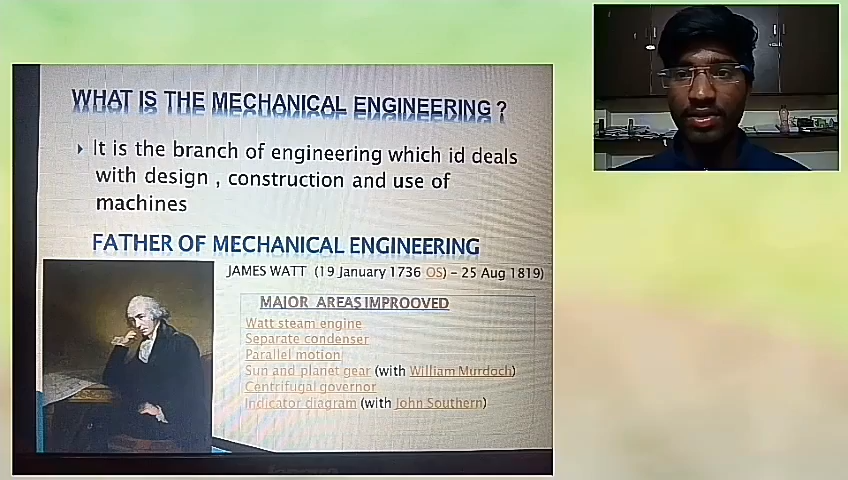 WHAT IS THE MECHANICAL ENGINEERING ?
It is the branch of engineering which id deals
with design , construction and use of
machines
FATHER OF MECHANICAL ENGINEERING
JAMES WATT (19 January 1736 OS) – 25 Aug 1819)
MAJOR AREAS IMPROOVED
Watt steam engine
Separate condenser
Parallel motion
Sun and planet gear (with William Murdoch)
Centrifugal governor
Indicator diagram (with John Southern)